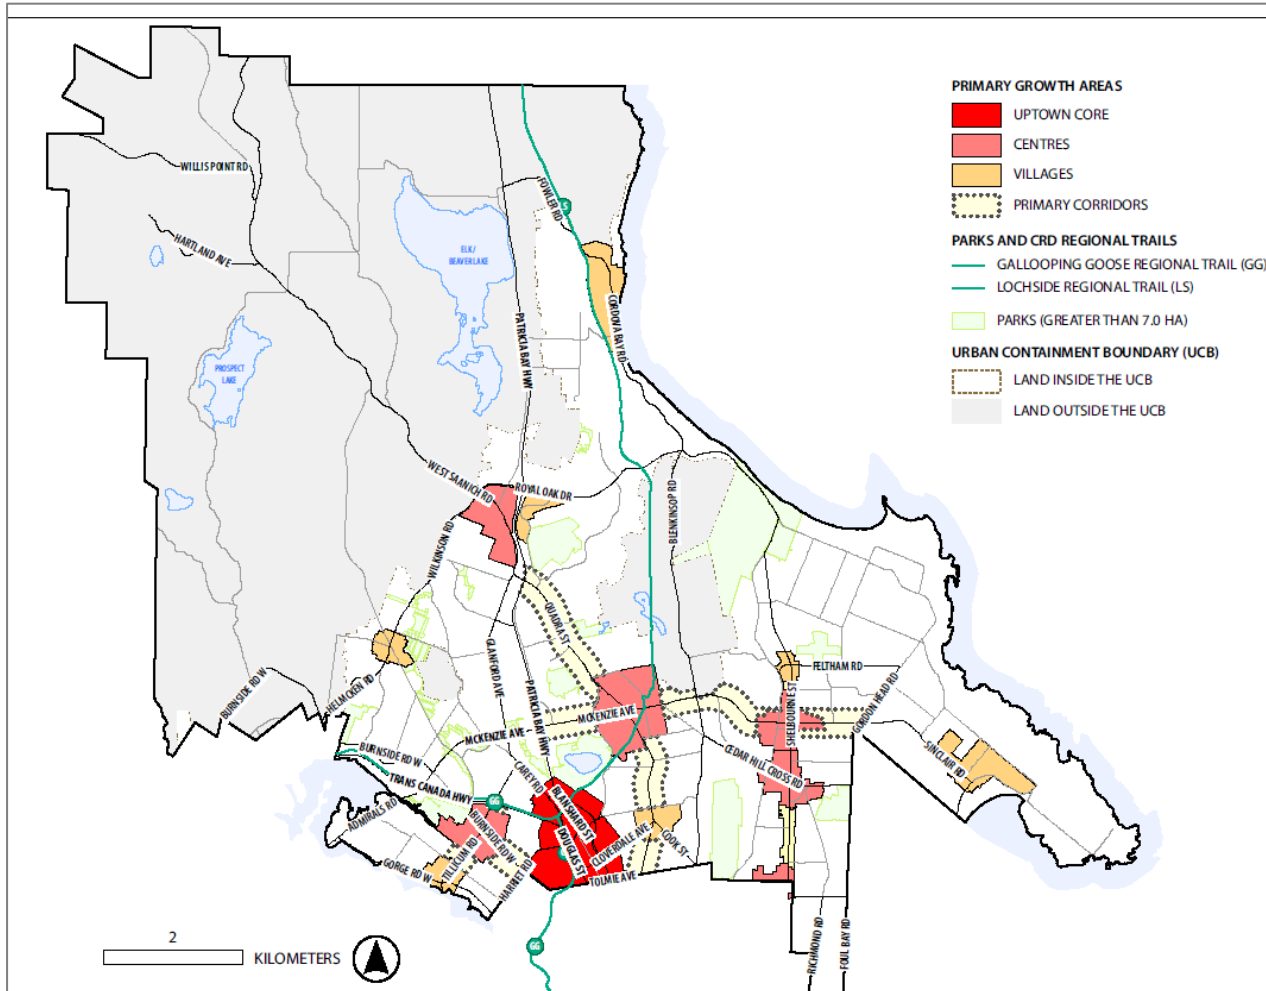 PRIMARY GROWTH AREAS
UPTOWN CORE
CENTRES
VILLAGES
PRIMARY CORRIDORS
PARKS AND CRD REGIONAL TRAILS
GALLOPING GOOSE REGIONAL TRAIL (GG)
LOCHSIDE REGIONAL TRAIL (LS)
PARKS (GREATER THAN 7.0 HA)
URBAN CONTAINMENT BOUNDARY (UCB)
LAND INSIDE THE UCB
LAND OUTSIDE THE UCB
WILLIS POINT RD
FOWLER RD
LS
HARTLAND AVE
ELK/
BEAVER LAKE
CORDOVA BAY RD
PATRICIA BAY HWY
PROSPECT
LAKE
WEST SAANICH RD
ROYAL OAK DR
BLENKINSOP RD
WILKINSON RD
QUADRA ST
GLANFORD AVE
PATRICIA BAY HWY
FELTHAM RD
BURNSIDE RD W
HELMCKEN RD
MCKENZIE AVE
MCKENZIE AVE
SHELBOURNE ST
GORDON HEAD RD
BURNSIDE RD W
CEDAR HILL CROSS RD
SINCLAIR RD
TRANS CANADA HWY
CAREY RD
GG
BLANSHARD ST
ADMIRALS RD
BURNSIDE RD W
DOUGLAS ST
CLOVERDALE AVE
COOK ST
TILLICUM RD
GORGE RD W
HARRIET RD
TOLMIE AVE
GG
RICHMOND RD
FOUL BAY RD
2
KILOMETERS